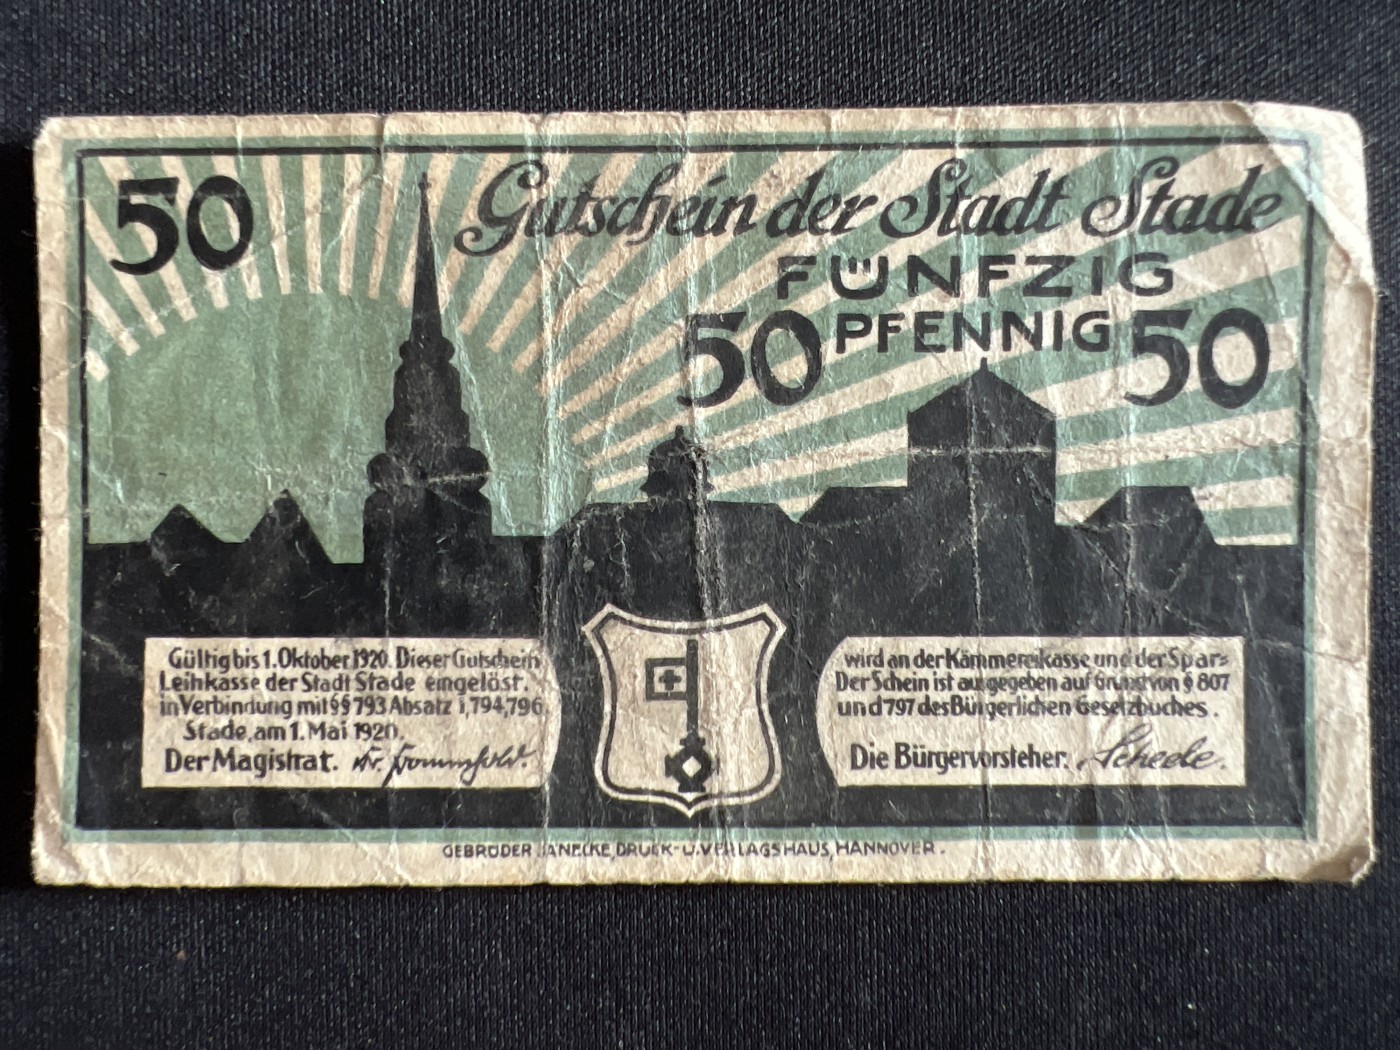 50
Gutschein der Stadt Stade
FÜNFZIG
50 PFENNIG 50
Gültig bis 1. Oktober 1920. Dieser Gutschein
Leihkasse der Stadt Stade eingelöst.
in Verbindung mit §§ 793 Absatz 1, 794, 796
Stade, am 1. Mai 1920.
Der Magistrat.
wird an der Kämmereikasse und der Spar=
Der Schein ist ausgegeben auf Grund von § 807
und 797 des Bürgerlichen Gesetzbuches.
Die Bürgervorsteher. Scheele.
GEBRÜDER JÄNECKE, DRUCK- U. VERLAGSHAUS, HANNOVER.